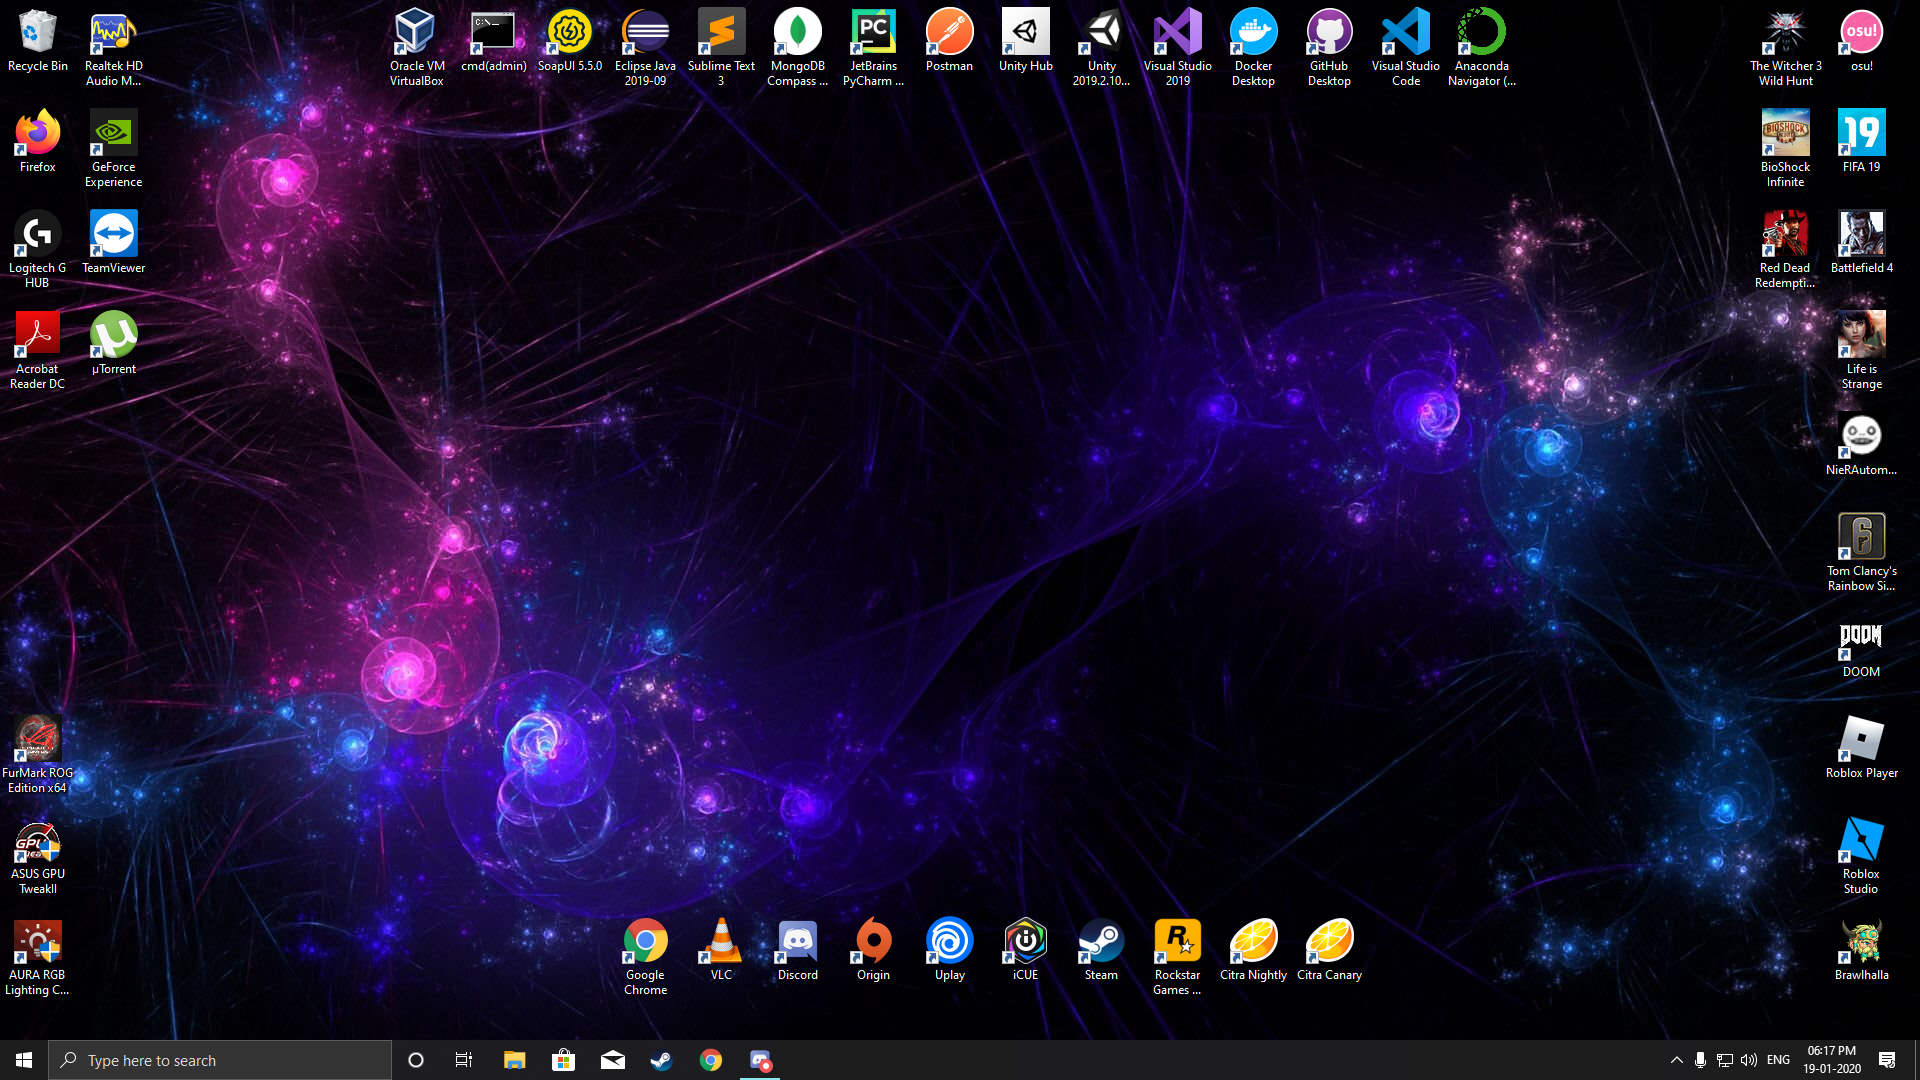 Recycle Bin
Realtek HD
Audio M...
Oracle VM
VirtualBox
cmd(admin)
SoapUI 5.5.0
Eclipse Java
2019-09
Sublime Text
3
MongoDB
Compass ...
JetBrains
PyCharm ...
Postman
Unity Hub
Unity
2019.2.10...
Visual Studio
2019
Docker
Desktop
GitHub
Desktop
Visual Studio
Code
Anaconda
Navigator (...
The Witcher 3
Wild Hunt
osu!
osu!
C:\_
PC
Firefox
GeForce
Experience
BIOSHOCK
BioShock
Infinite
19
FIFA 19
Logitech G
HUB
TeamViewer
Red Dead
Redempti...
Battlefield 4
Acrobat
Reader DC
µTorrent
Life is
Strange
NieRAutom...
6
Tom Clancy's
Rainbow Si...
DOOM
DOOM
FurMark ROG
Edition x64
Roblox Player
GPU
ASUS GPU
TweakII
Roblox
Studio
AURA RGB
Lighting C...
Google
Chrome
VLC
Discord
Origin
Uplay
iCUE
Steam
R
Rockstar
Games ...
Citra Nightly
Citra Canary
Brawlhalla
Type here to search
ENG
06:17 PM
19-01-2020